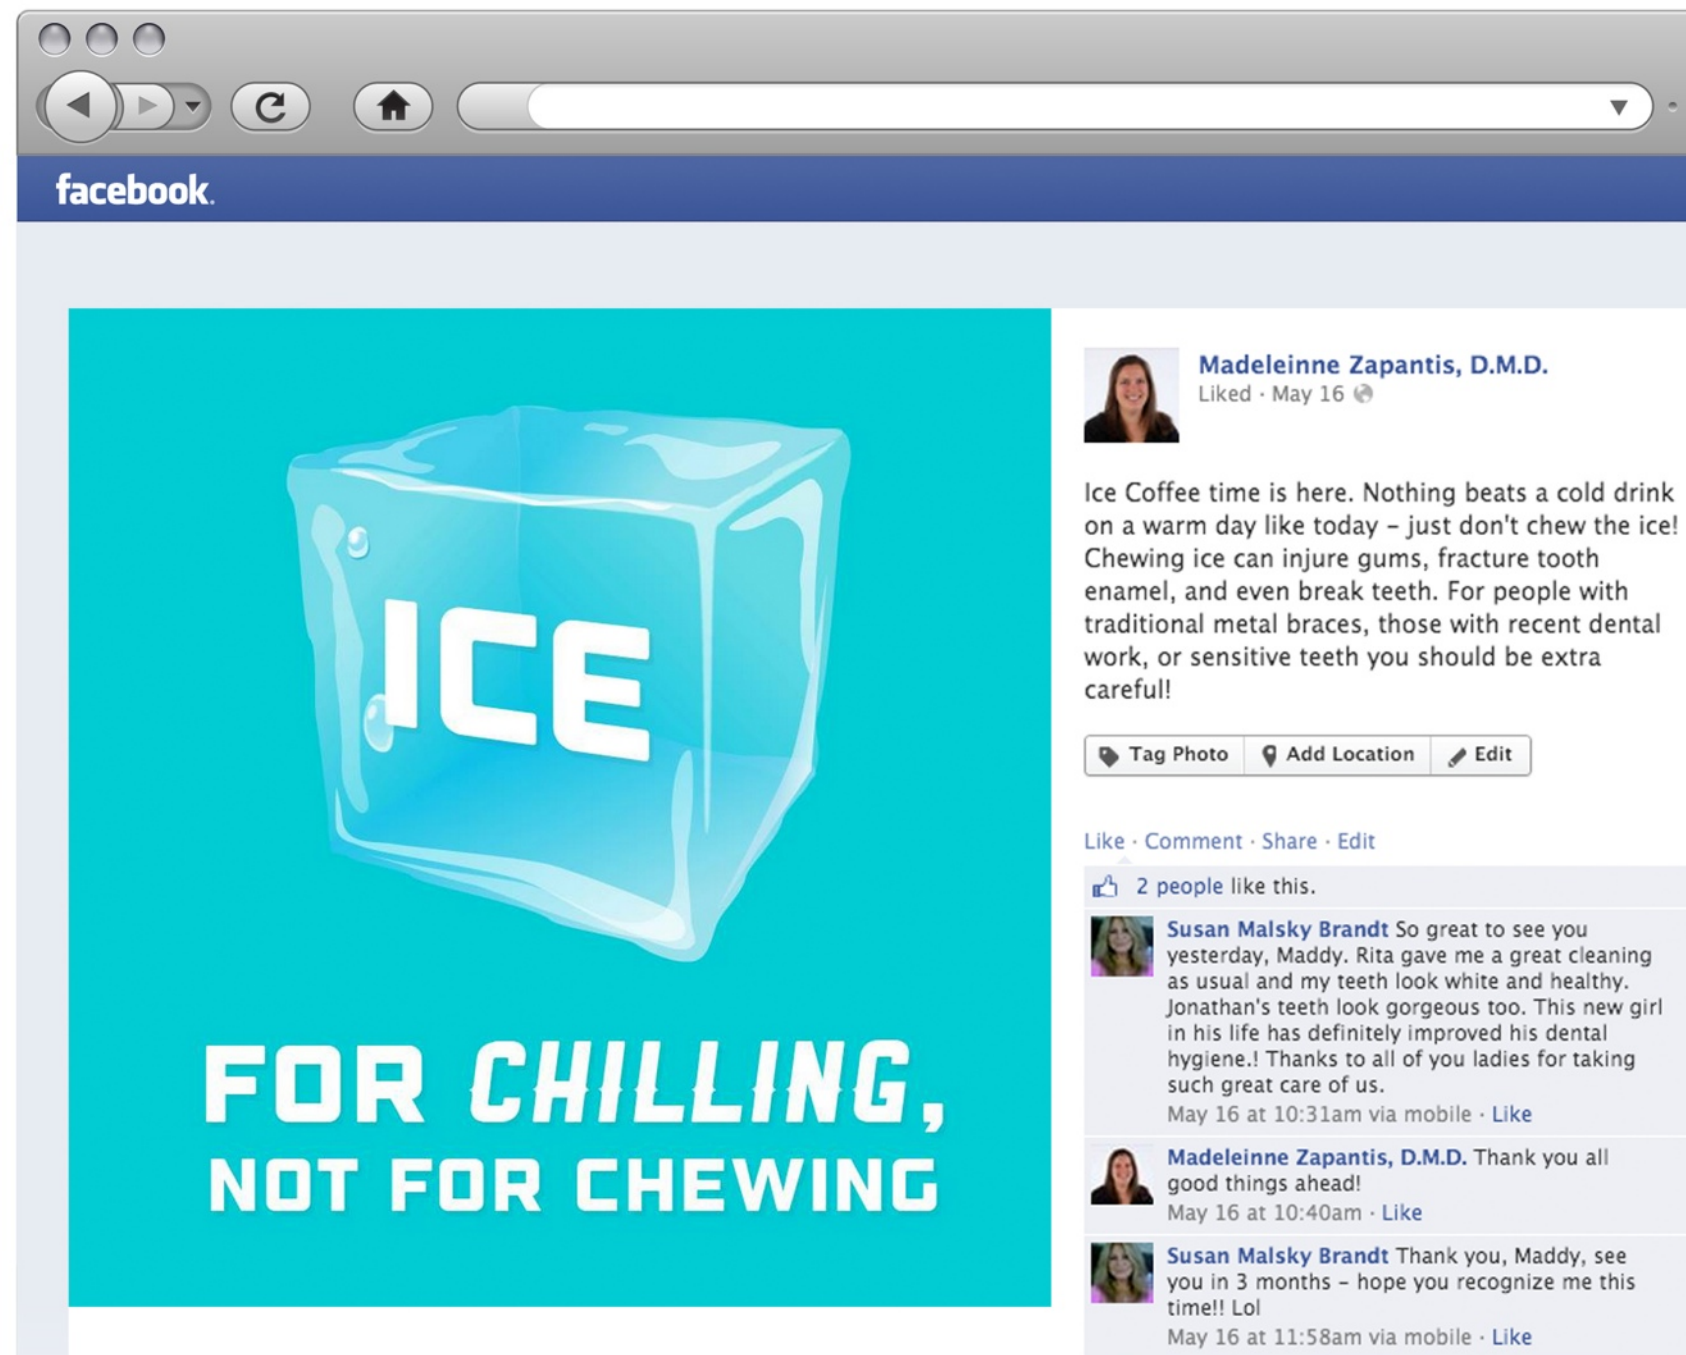 facebook.
ICE
FOR CHILLING,
NOT FOR CHEWING
Madeleinne Zapantis, D.M.D.
Liked · May 16
Ice Coffee time is here. Nothing beats a cold drink
on a warm day like today – just don't chew the ice!
Chewing ice can injure gums, fracture tooth
enamel, and even break teeth. For people with
traditional metal braces, those with recent dental
work, or sensitive teeth you should be extra
careful!
Tag Photo Add Location Edit
Like · Comment · Share · Edit
2 people like this.
Susan Malsky Brandt So great to see you
yesterday, Maddy. Rita gave me a great cleaning
as usual and my teeth look white and healthy.
Jonathan's teeth look gorgeous too. This new girl
in his life has definitely improved his dental
hygiene.! Thanks to all of you ladies for taking
such great care of us.
May 16 at 10:31am via mobile · Like
Madeleinne Zapantis, D.M.D. Thank you all
good things ahead!
May 16 at 10:40am · Like
Susan Malsky Brandt Thank you, Maddy, see
you in 3 months – hope you recognize me this
time!! Lol
May 16 at 11:58am via mobile · Like